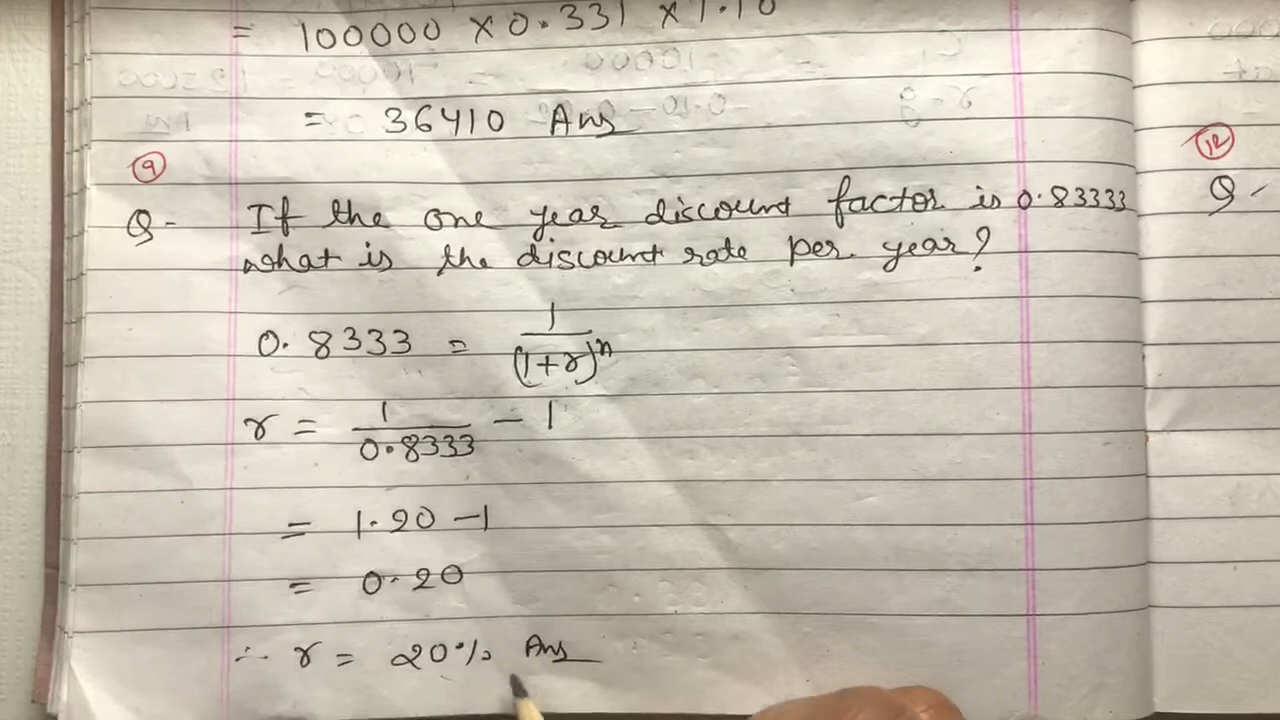 = 100000 × 0.331 × 1.10
= 36410 Ans
9
Q- If the one year discount factor is 0.83333
what is the discount rate per year?
0.8333 = 1/(1+r)^n
r = 1/0.8333 - 1
= 1.20 - 1
= 0.20
∴ r = 20% Ans
12
Q-